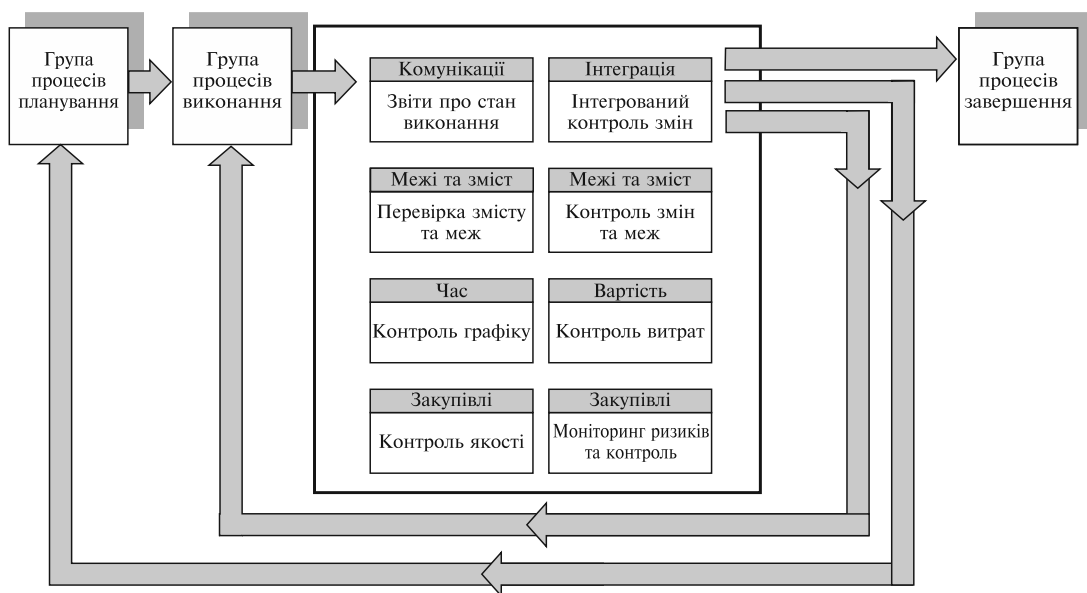 Група
процесів
планування
Група
процесів
виконання
Комунікації
Звіти про стан
виконання
Інтеграція
Інтегрований
контроль змін
Межі та зміст
Перевірка змісту
та меж
Межі та зміст
Контроль змін
та меж
Час
Контроль графіку
Вартість
Контроль витрат
Закупівлі
Контроль якості
Закупівлі
Моніторинг ризиків
та контроль
Група
процесів
завершення